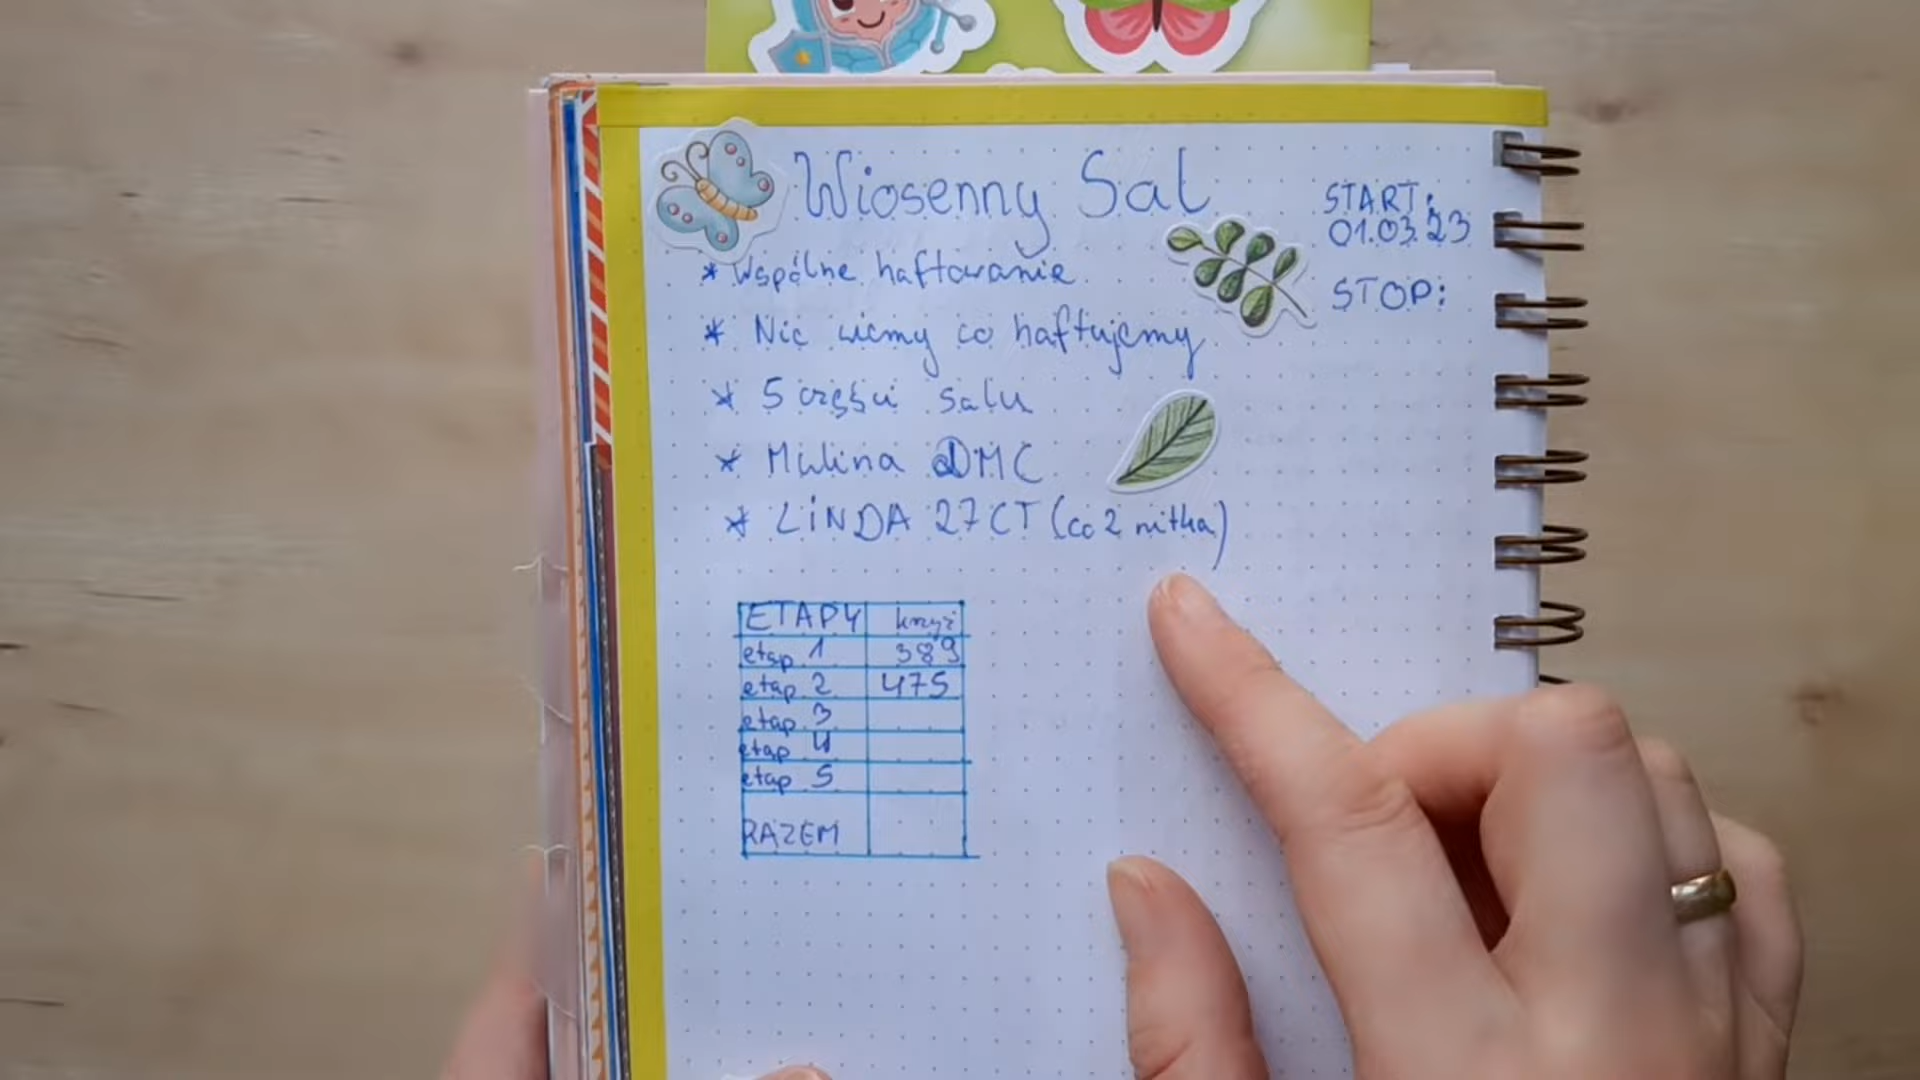 Wiosenny Sal
START:
01.03.23
STOP:
* Wspólne haftowanie
* Nie wiemy co haftujemy
* 5 części salu
* Mulina DMC
* LINDA 27CT (co 2 nitka)
ETAPY krzyż
etap 1 389
etap 2 475
etap 3
etap 4
etap 5
RAZEM